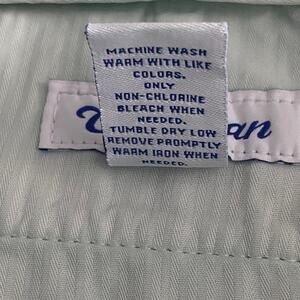 MACHINE WASH
WARM WITH LIKE
COLORS.
ONLY
NON-CHLORINE
BLEACH WHEN
NEEDED.
TUMBLE DRY LOW
REMOVE PROMPTLY
WARM IRON WHEN
NEEDED.